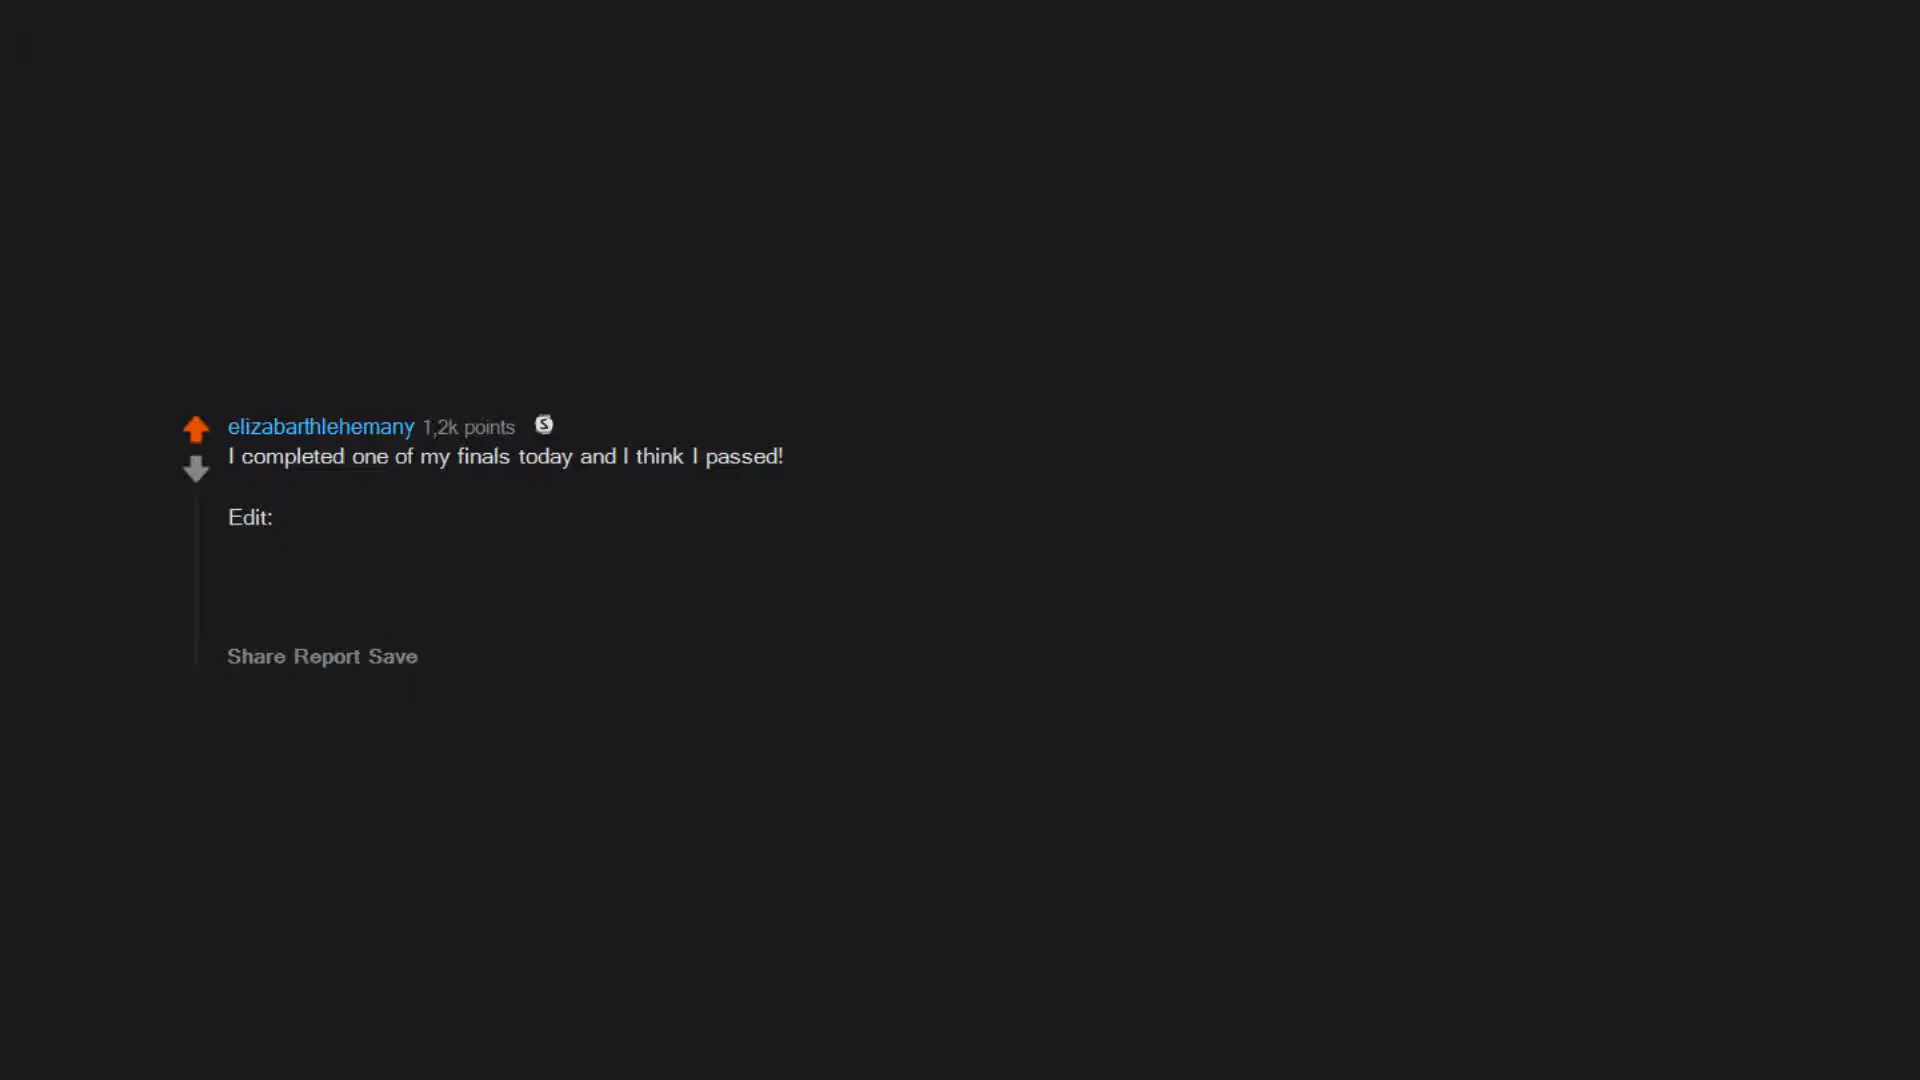 elizabarthlehemany 1,2k points S
I completed one of my finals today and I think I passed!
Edit:
Share Report Save